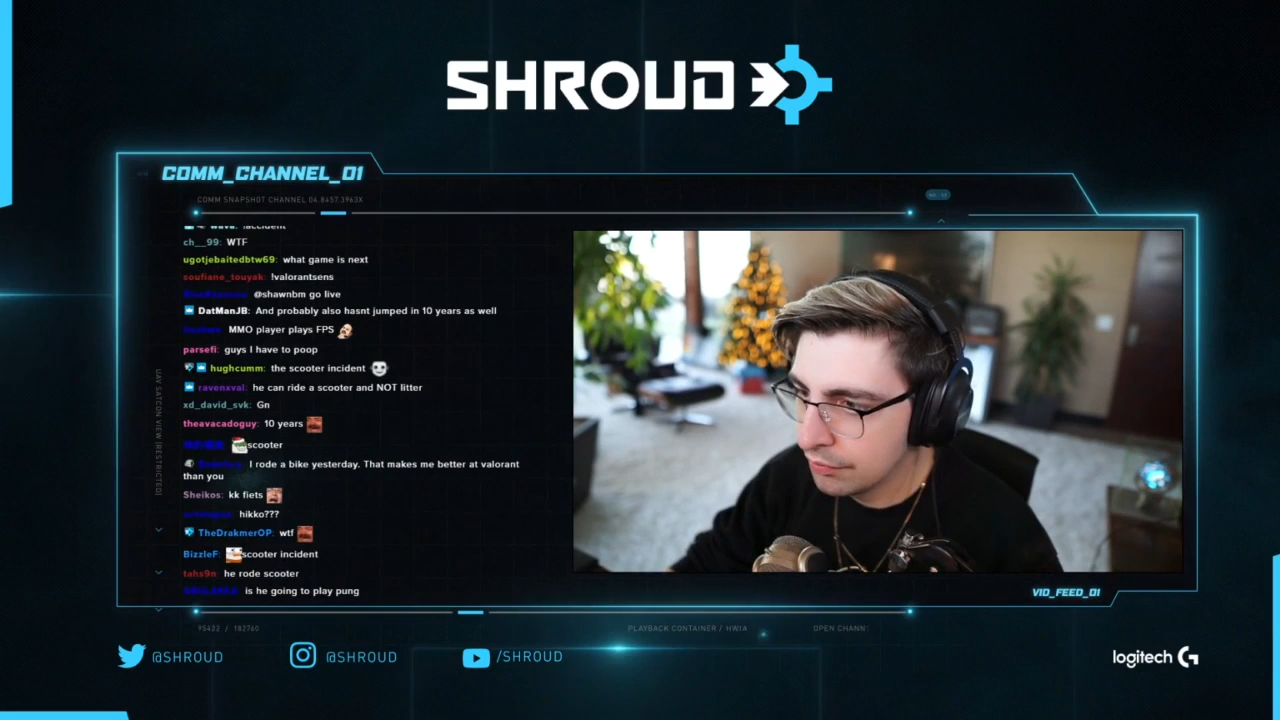 SHROUD
COMM_CHANNEL_01
COMM SNAPSHOT CHANNEL 04.8457.3963X
ch__99: WTF
ugotjebaitedbtw69: what game is next
soufiane_touyak: !valorantsens
@shawnbm go live
DatManJB: And probably also hasnt jumped in 10 years as well
MMO player plays FPS
parsefi: guys I have to poop
hughcumm: the scooter incident
ravenxval: he can ride a scooter and NOT litter
xd_david_svk: Gn
theavacadoguy: 10 years
scooter
I rode a bike yesterday. That makes me better at valorant
than you
Sheikos: kk fiets
hikko???
TheDrakmerOP: wtf
BizzleF: scooter incident
tahs9n: he rode scooter
is he going to play pung
UAV SATCON VIEW [RESTRICTED]
VID_FEED_01
95422 / 182760
PLAYBACK CONTAINER / HWIA
OPEN CHANN:
@SHROUD
@SHROUD
/SHROUD
logitech G